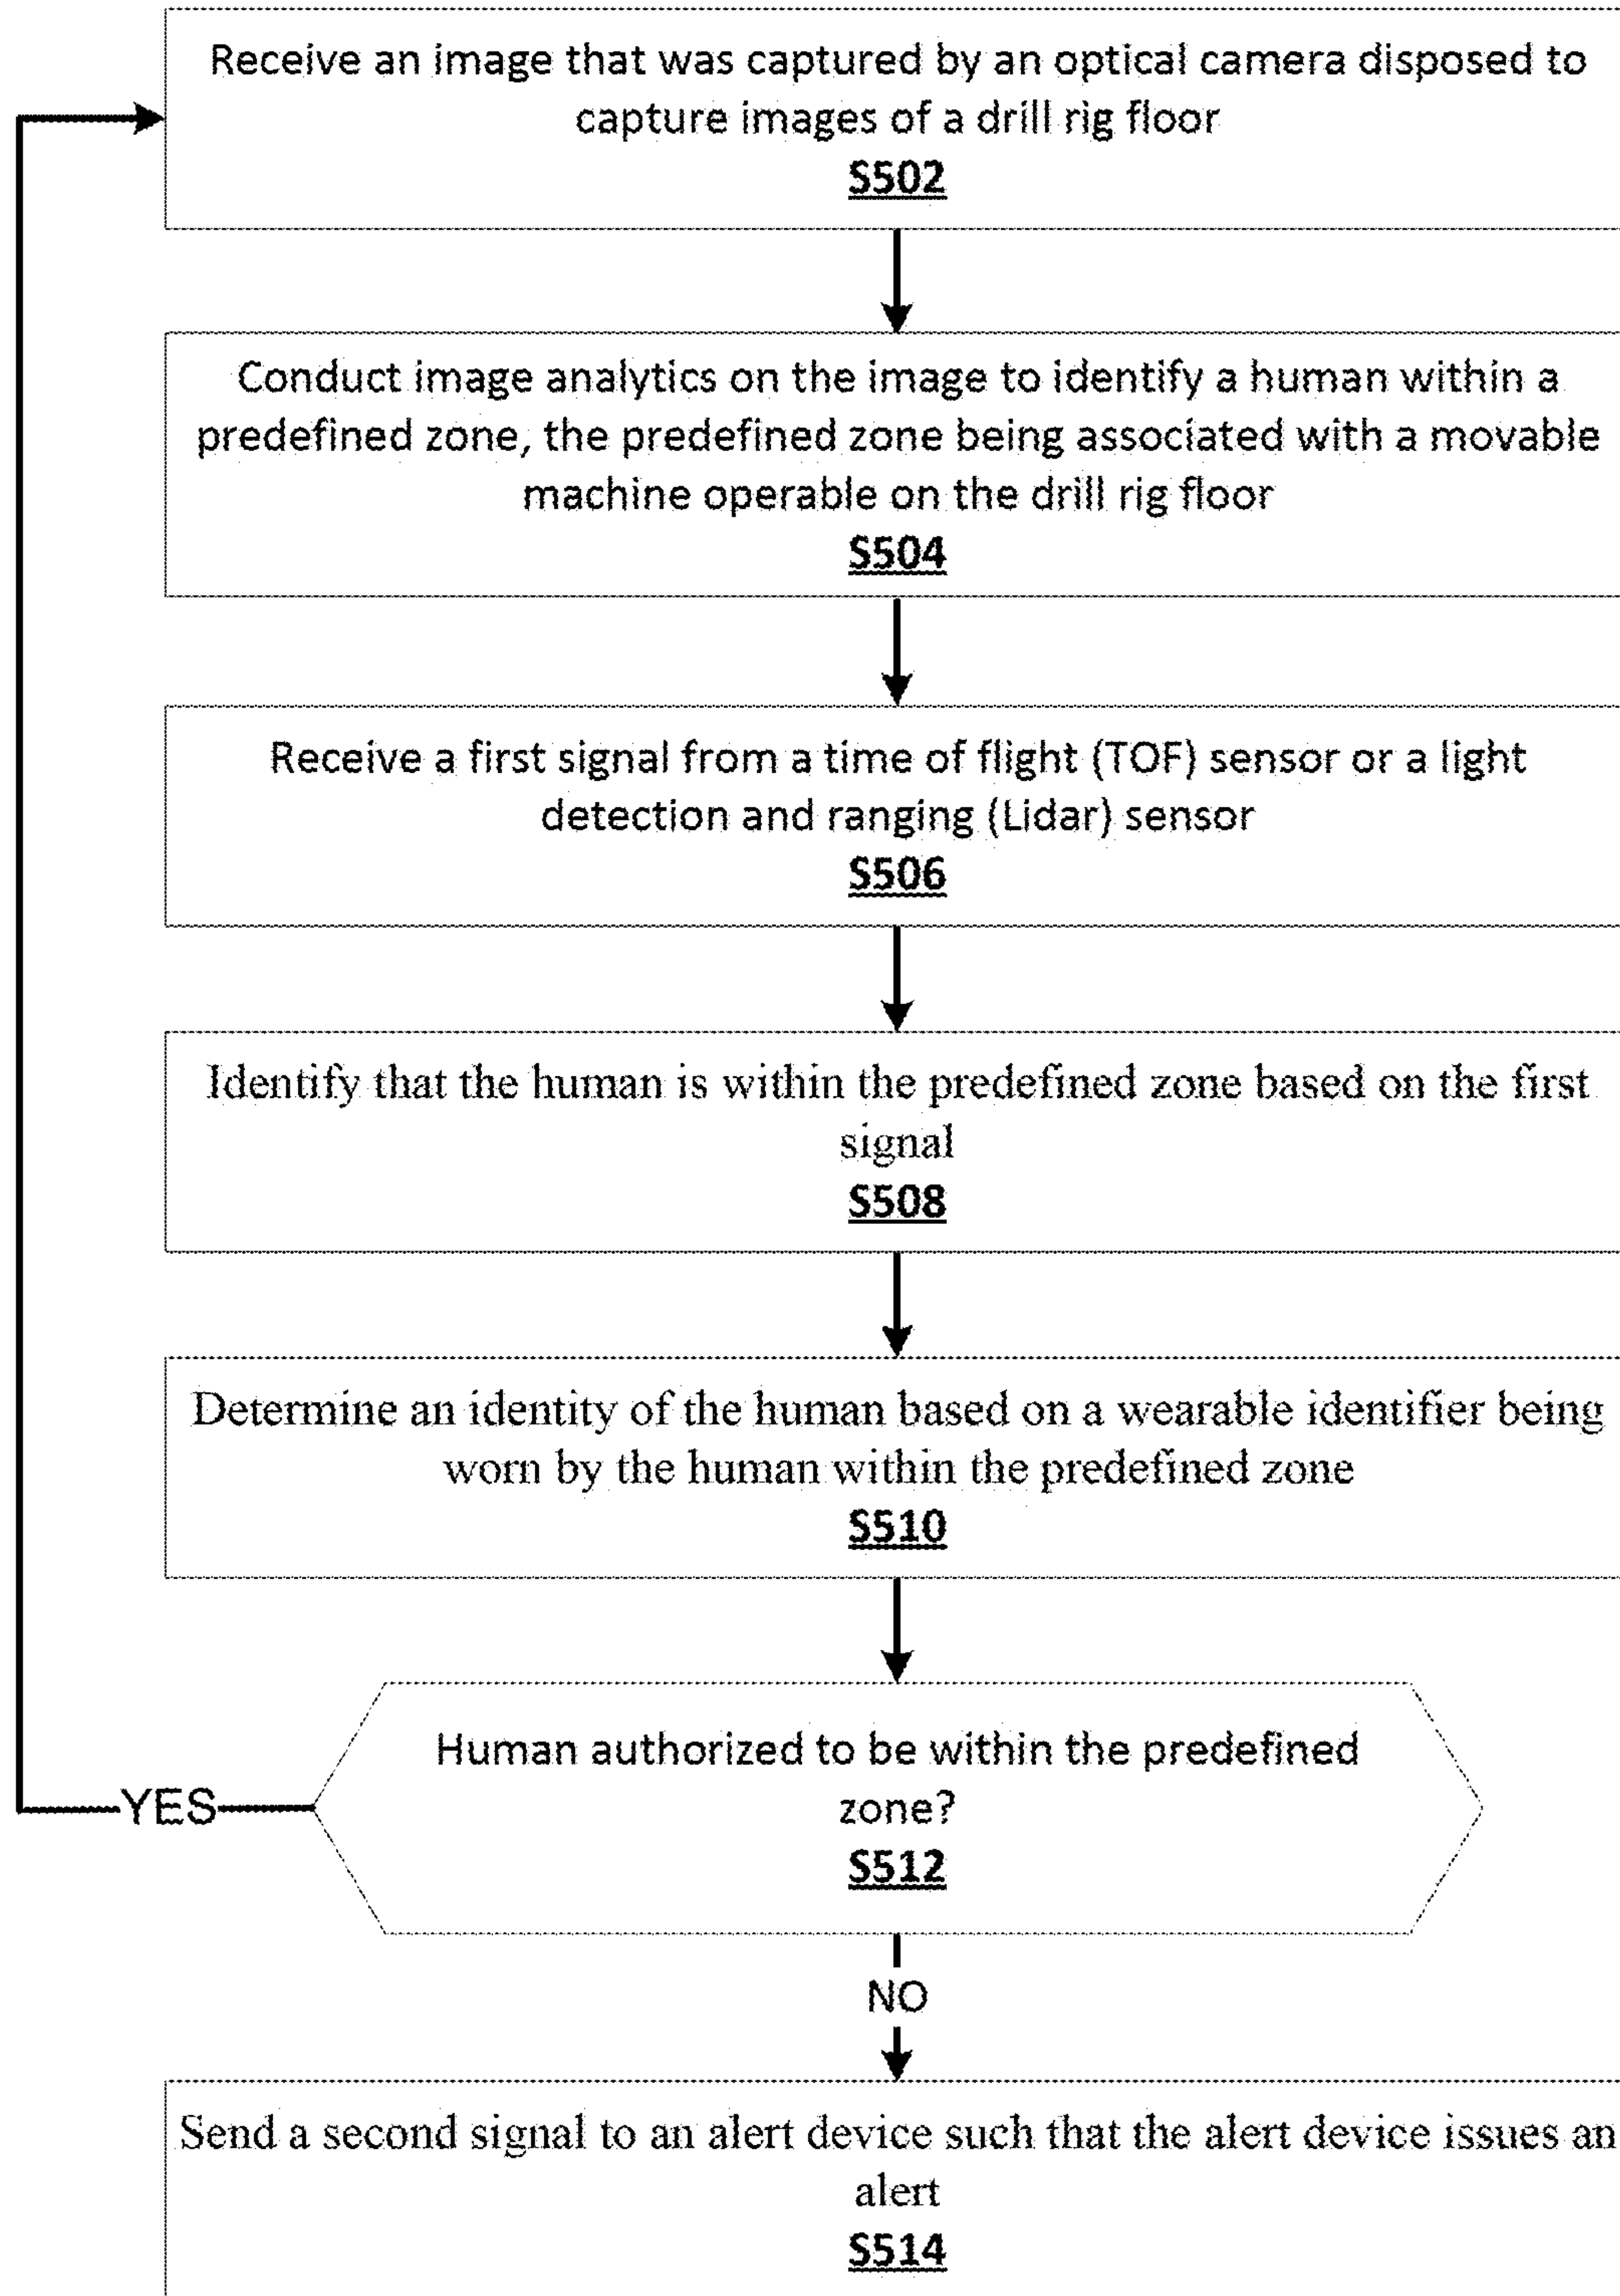 Receive an image that was captured by an optical camera disposed to
capture images of a drill rig floor
S502
Conduct image analytics on the image to identify a human within a
predefined zone, the predefined zone being associated with a movable
machine operable on the drill rig floor
S504
Receive a first signal from a time of flight (TOF) sensor or a light
detection and ranging (Lidar) sensor
S506
Identify that the human is within the predefined zone based on the first
signal
S508
Determine an identity of the human based on a wearable identifier being
worn by the human within the predefined zone
S510
Human authorized to be within the predefined
zone?
S512
YES
NO
Send a second signal to an alert device such that the alert device issues an
alert
S514